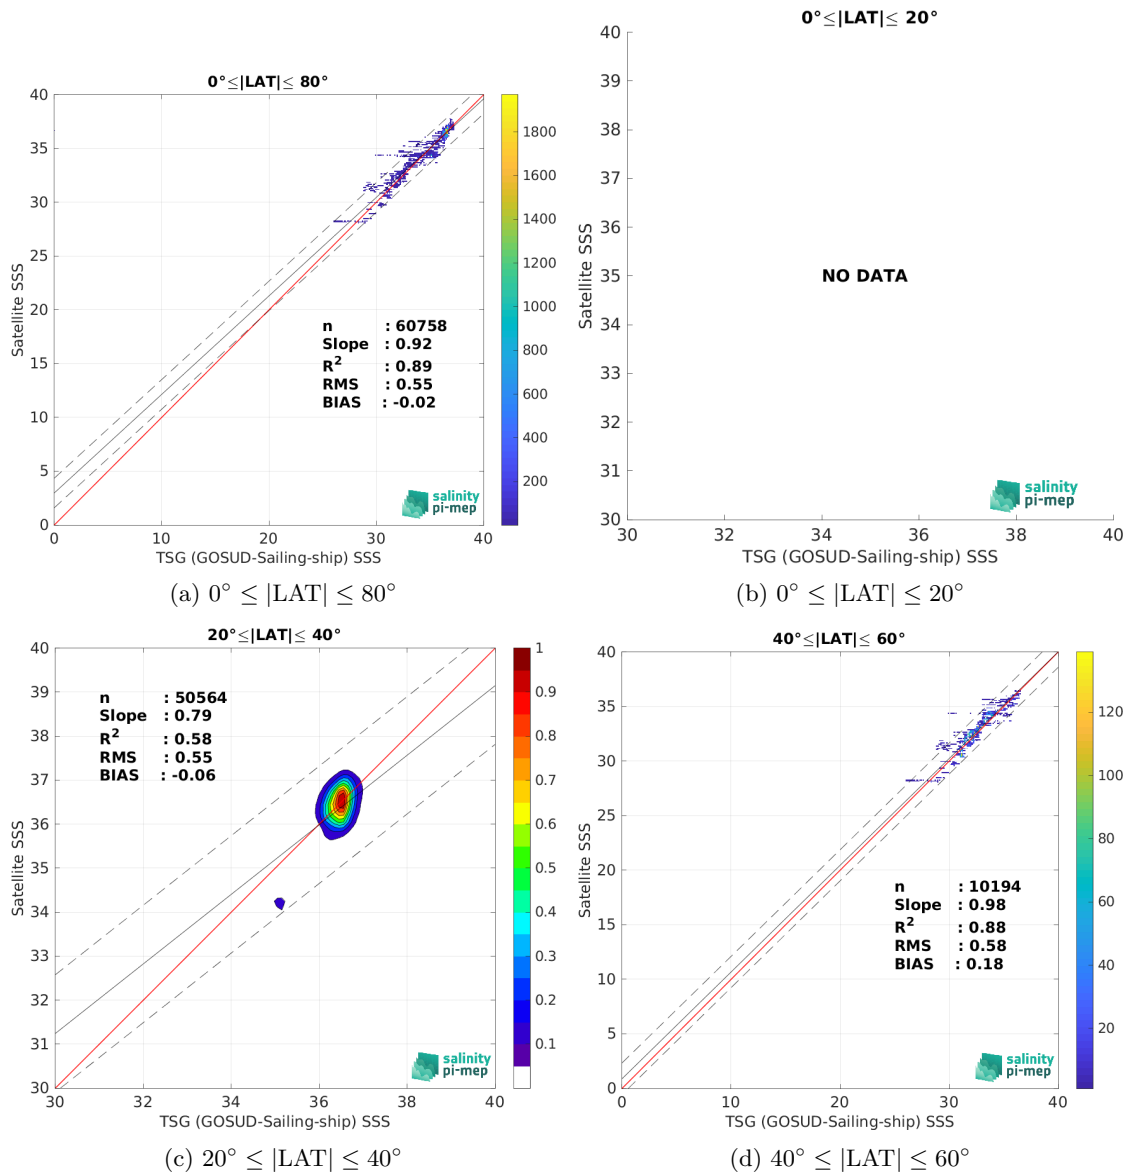 0°≤|LAT|≤ 80°
40
35
30
25
20
15
10
5
0
Satellite SSS
n : 60758
Slope : 0.92
R2 : 0.89
RMS : 0.55
BIAS : -0.02
salinity
pi-mep
0 10 20 30 40
TSG (GOSUD-Sailing-ship) SSS
1800
1600
1400
1200
1000
800
600
400
200
(a) 0° ≤ |LAT| ≤ 80°
0°≤|LAT|≤ 20°
40
39
38
37
36
35
34
33
32
31
30
Satellite SSS
NO DATA
salinity
pi-mep
30 32 34 36 38 40
TSG (GOSUD-Sailing-ship) SSS
(b) 0° ≤ |LAT| ≤ 20°
20°≤|LAT|≤ 40°
40
39
38
37
36
35
34
33
32
31
30
Satellite SSS
n : 50564
Slope : 0.79
R2 : 0.58
RMS : 0.55
BIAS : -0.06
salinity
pi-mep
30 32 34 36 38 40
TSG (GOSUD-Sailing-ship) SSS
1
0.9
0.8
0.7
0.6
0.5
0.4
0.3
0.2
0.1
(c) 20° ≤ |LAT| ≤ 40°
40°≤|LAT|≤ 60°
40
35
30
25
20
15
10
5
0
Satellite SSS
n : 10194
Slope : 0.98
R2 : 0.88
RMS : 0.58
BIAS : 0.18
salinity
pi-mep
0 10 20 30 40
TSG (GOSUD-Sailing-ship) SSS
120
100
80
60
40
20
(d) 40° ≤ |LAT| ≤ 60°